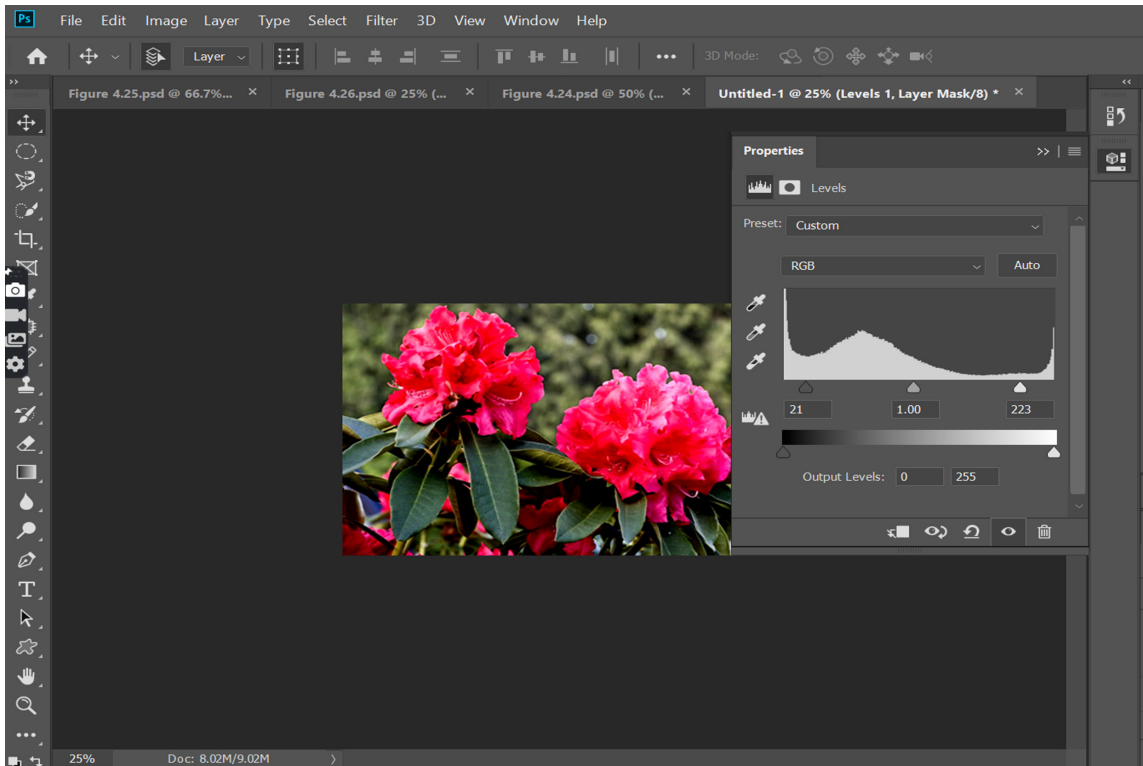 Ps File Edit Image Layer Type Select Filter 3D View Window Help
Layer 3D Mode:
Figure 4.25.psd @ 66.7%... × Figure 4.26.psd @ 25% (... × Figure 4.24.psd @ 50% (... × Untitled-1 @ 25% (Levels 1, Layer Mask/8) * ×
Properties
Levels
Preset: Custom
RGB Auto
21 1.00 223
Output Levels: 0 255
25% Doc: 8.02M/9.02M